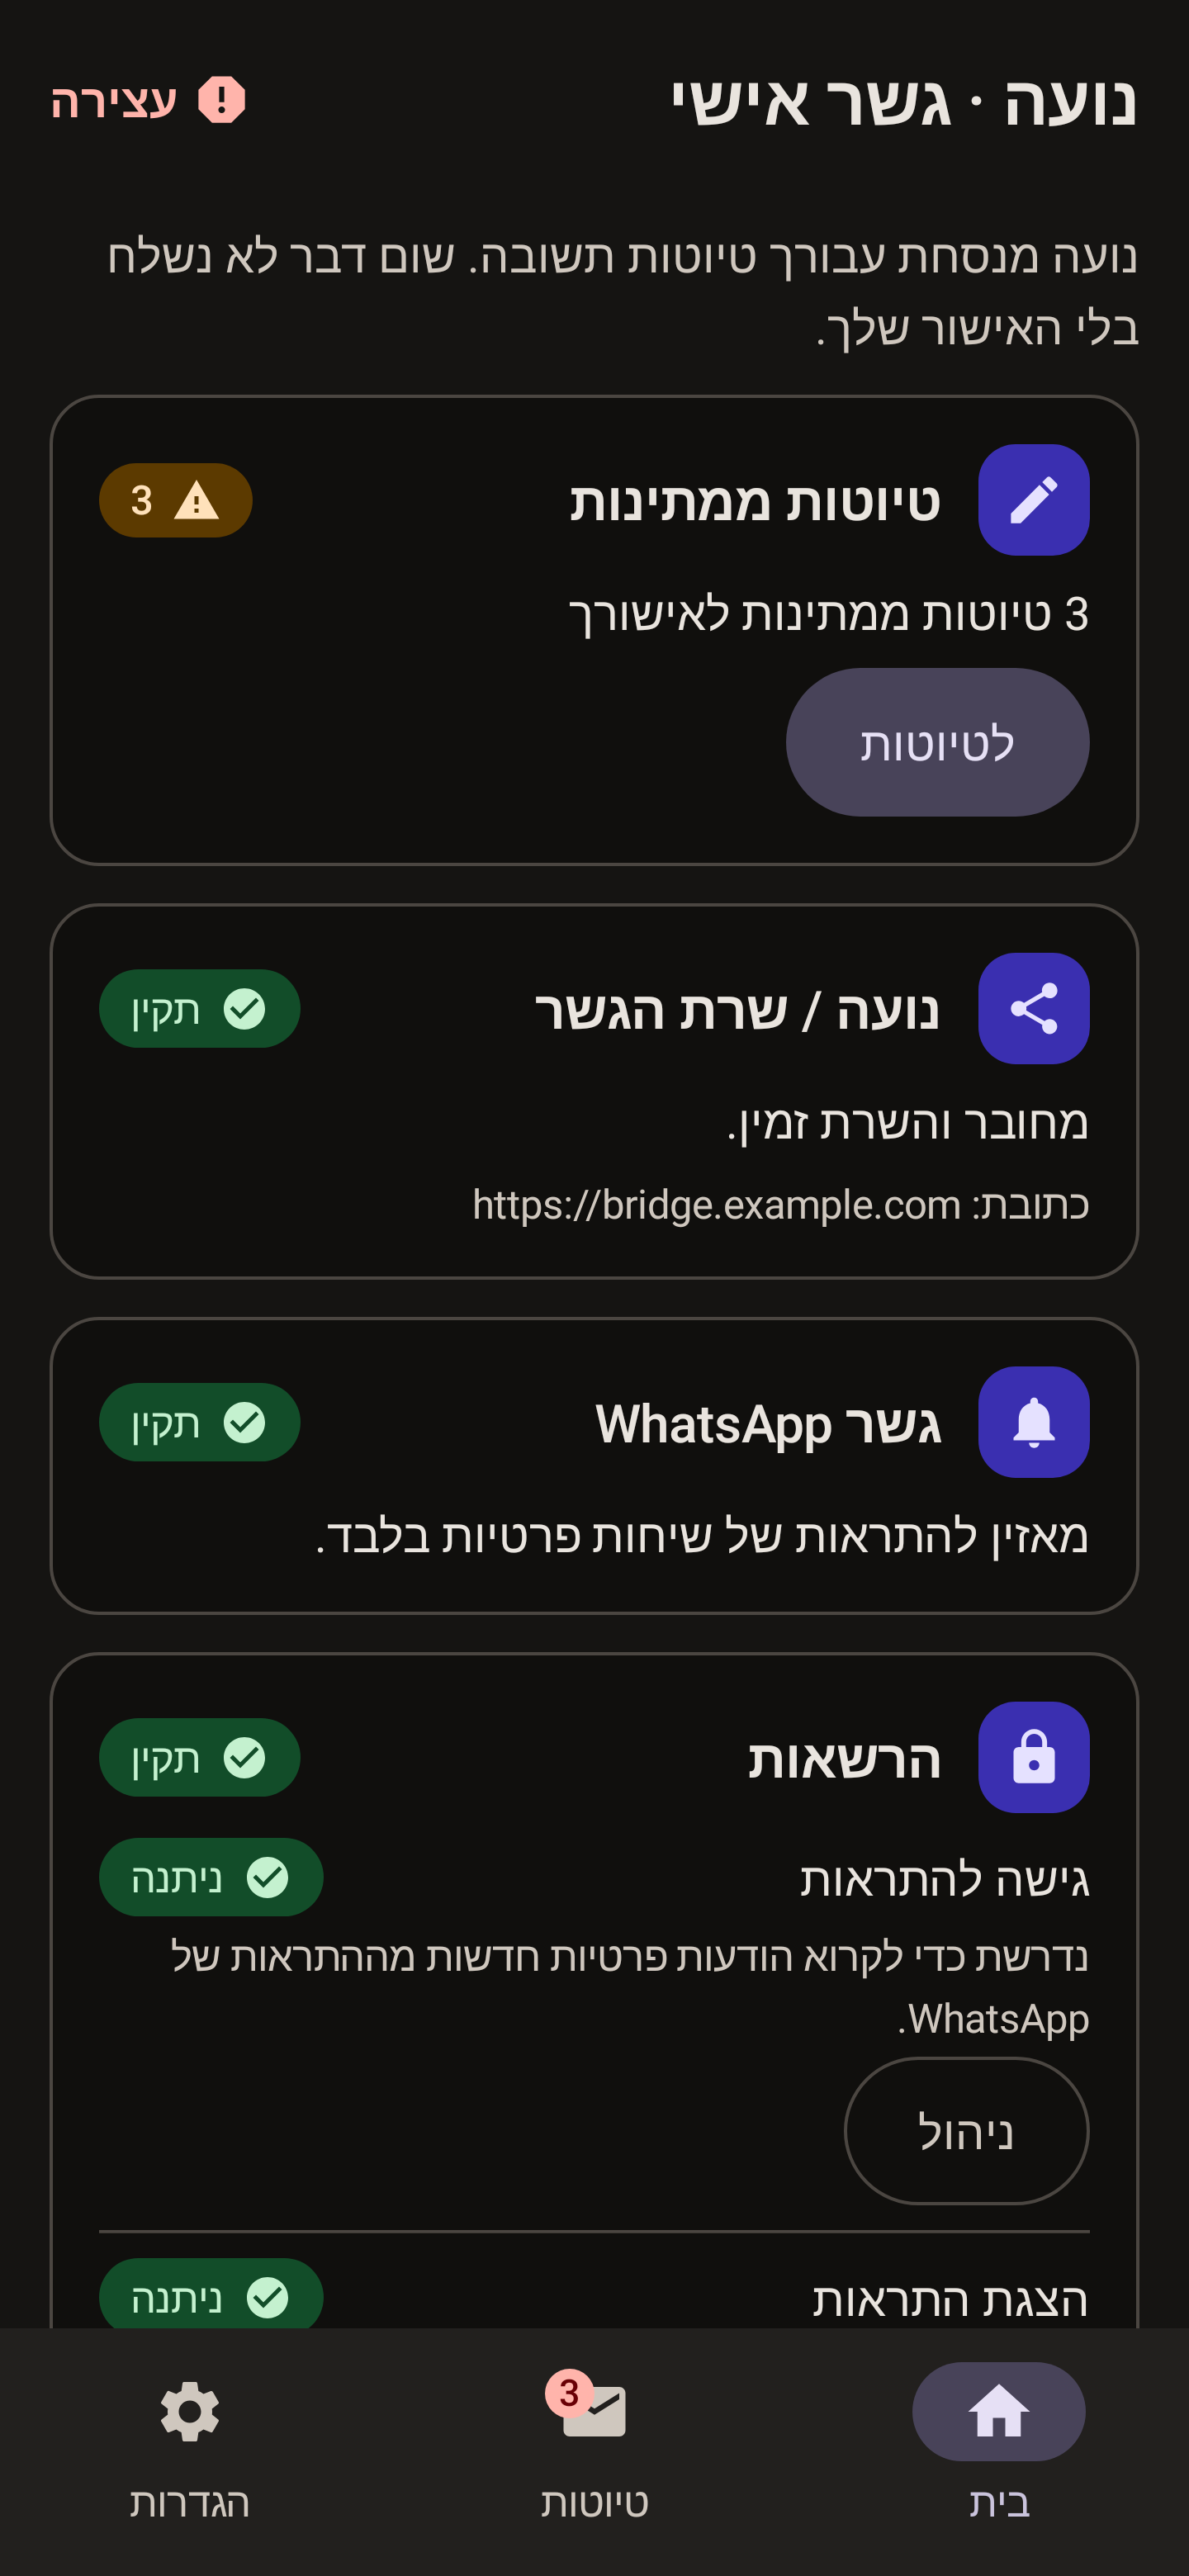 נועה · גשר אישי
עצירה
נועה מנסחת עבורך טיוטות תשובה. שום דבר לא נשלח
בלי האישור שלך.
טיוטות ממתינות
3
3 טיוטות ממתינות לאישורך
לטיוטות
נועה / שרת הגשר
תקין
מחובר והשרת זמין.
כתובת: https://bridge.example.com
גשר WhatsApp
תקין
מאזין להתראות של שיחות פרטיות בלבד.
הרשאות
תקין
גישה להתראות
ניתנה
נדרשת כדי לקרוא הודעות פרטיות חדשות מההתראות של
WhatsApp.
ניהול
הצגת התראות
ניתנה
בית
3
טיוטות
הגדרות